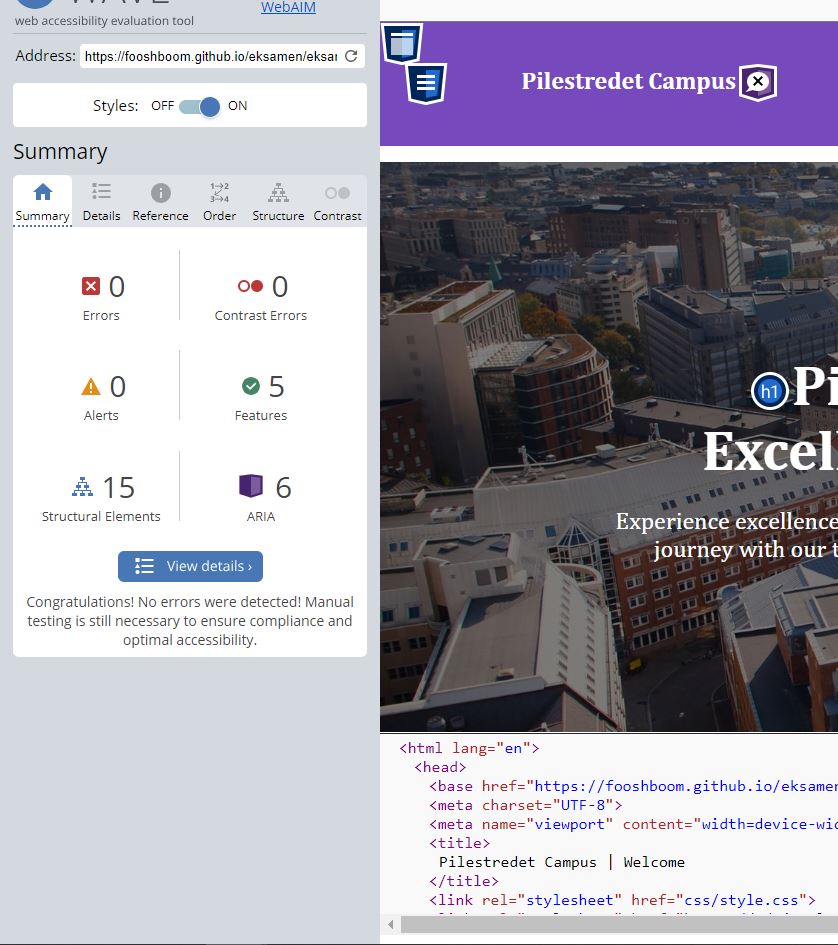 WebAIM
web accessibility evaluation tool
Address: https://fooshboom.github.io/eksamen/eksar
Styles: OFF ON
Summary
Summary Details Reference Order Structure Contrast
0 0
Errors Contrast Errors
0 5
Alerts Features
15 6
Structural Elements ARIA
View details ›
Congratulations! No errors were detected! Manual
testing is still necessary to ensure compliance and
optimal accessibility.
Pilestredet Campus
h1 Pi
Excel
Experience excellence
journey with our t
<html lang="en">
<head>
<base href="https://fooshboom.github.io/eksamen
<meta charset="UTF-8">
<meta name="viewport" content="width=device-wid
<title>
Pilestredet Campus | Welcome
</title>
<link rel="stylesheet" href="css/style.css">